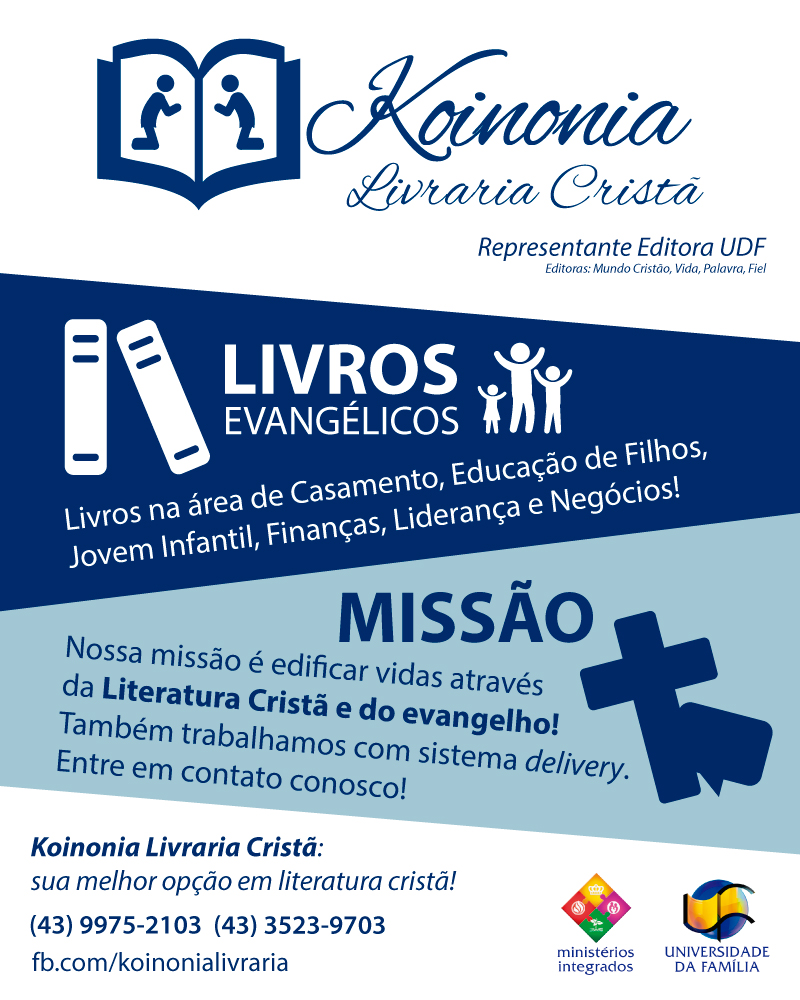 Koinonia
Livraria Cristã
Representante Editora UDF
Editoras: Mundo Cristão, Vida, Palavra, Fiel
LIVROS
EVANGÉLICOS
Livros na área de Casamento, Educação de Filhos,
Jovem Infantil, Finanças, Liderança e Negócios!
MISSÃO
Nossa missão é edificar vidas através
da Literatura Cristã e do evangelho!
Também trabalhamos com sistema delivery.
Entre em contato conosco!
Koinonia Livraria Cristã:
sua melhor opção em literatura cristã!
(43) 9975-2103 (43) 3523-9703
fb.com/koinonialivraria
ministérios
integrados
UNIVERSIDADE
DA FAMÍLIA